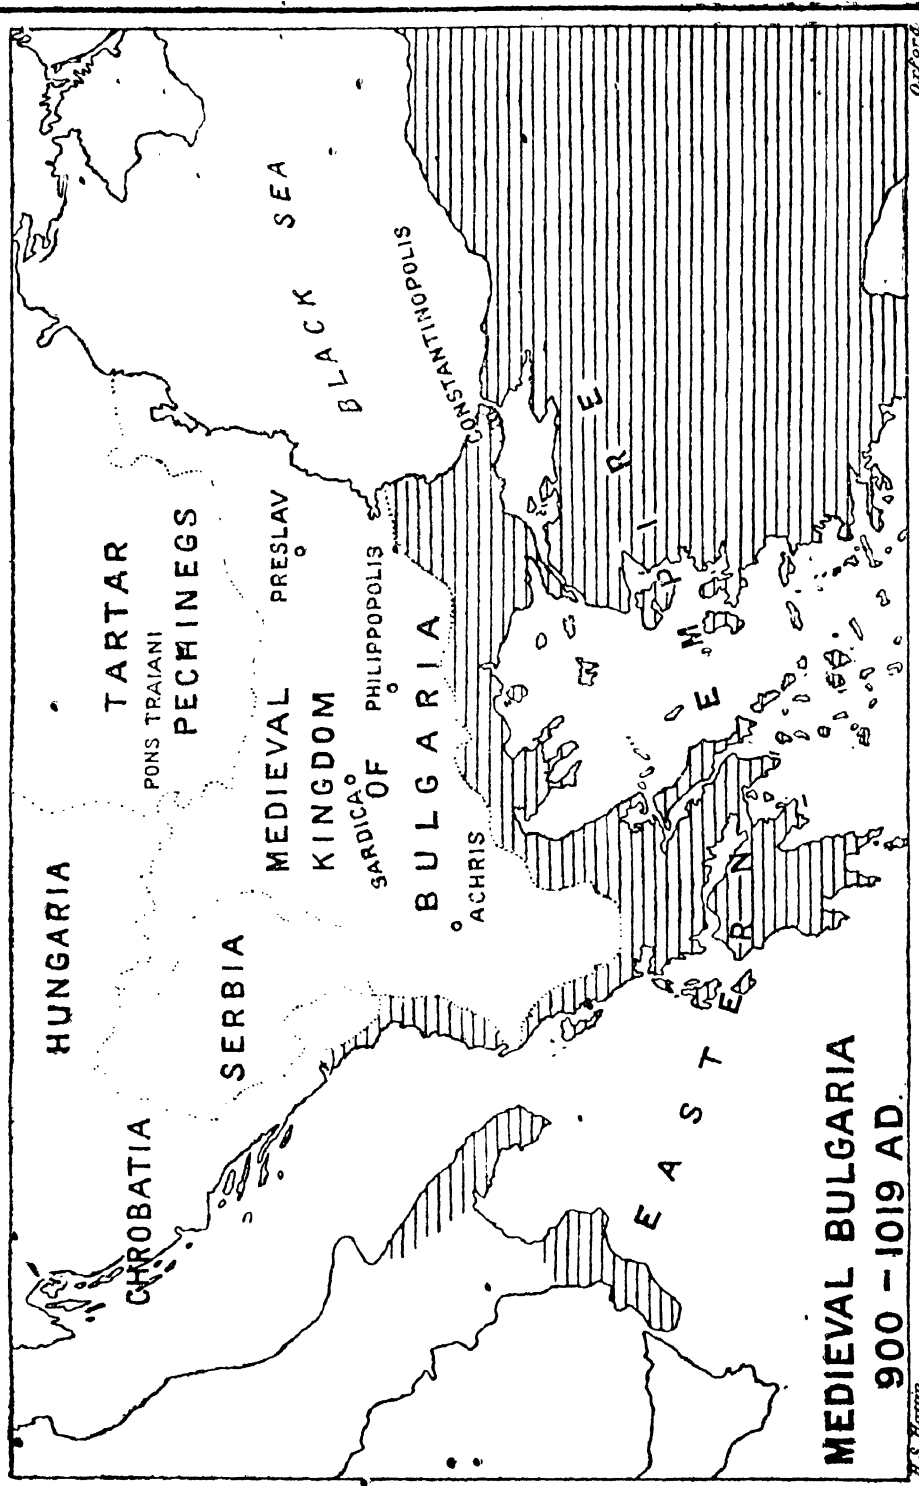 HUNGARIA
CHROBATIA
TARTAR
PONS TRAIANI
PECHINEGS
SERBIA
BLACK SEA
MEDIEVAL
KINGDOM
OF
BULGARIA
PRESLAV
SARDICA
PHILIPPOPOLIS
ACHRIS
CONSTANTINOPOLIS
EASTERN EMPIRE
MEDIEVAL BULGARIA
900 – 1019 AD.
Oxford